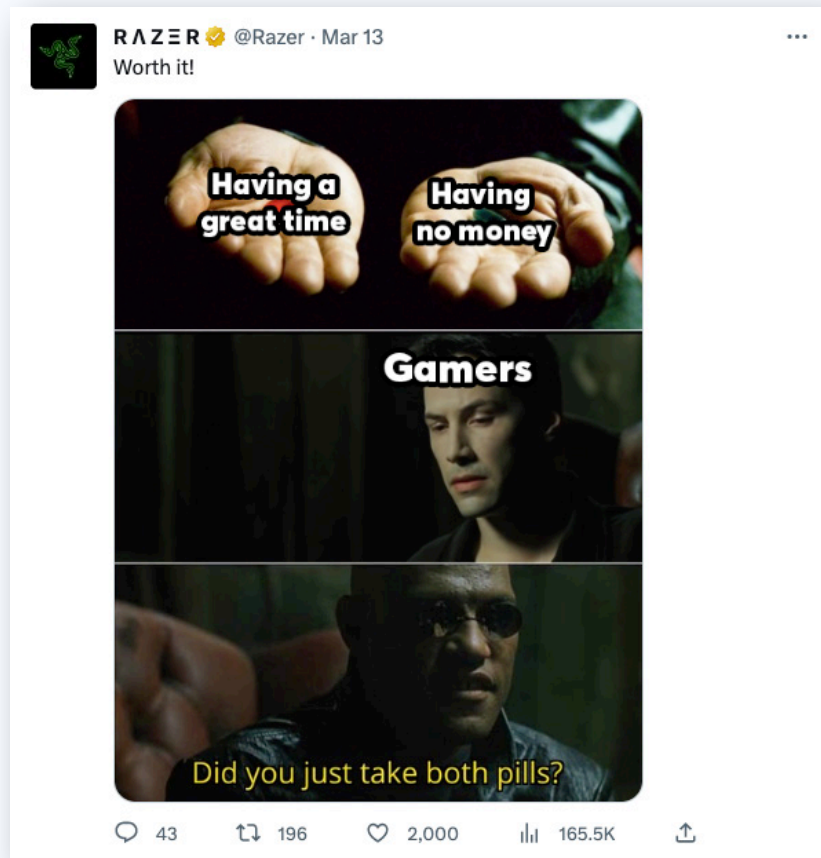 RAZER @Razer · Mar 13
Worth it!
Having a
great time
Having
no money
Gamers
Did you just take both pills?
43 196 2,000 165.5K